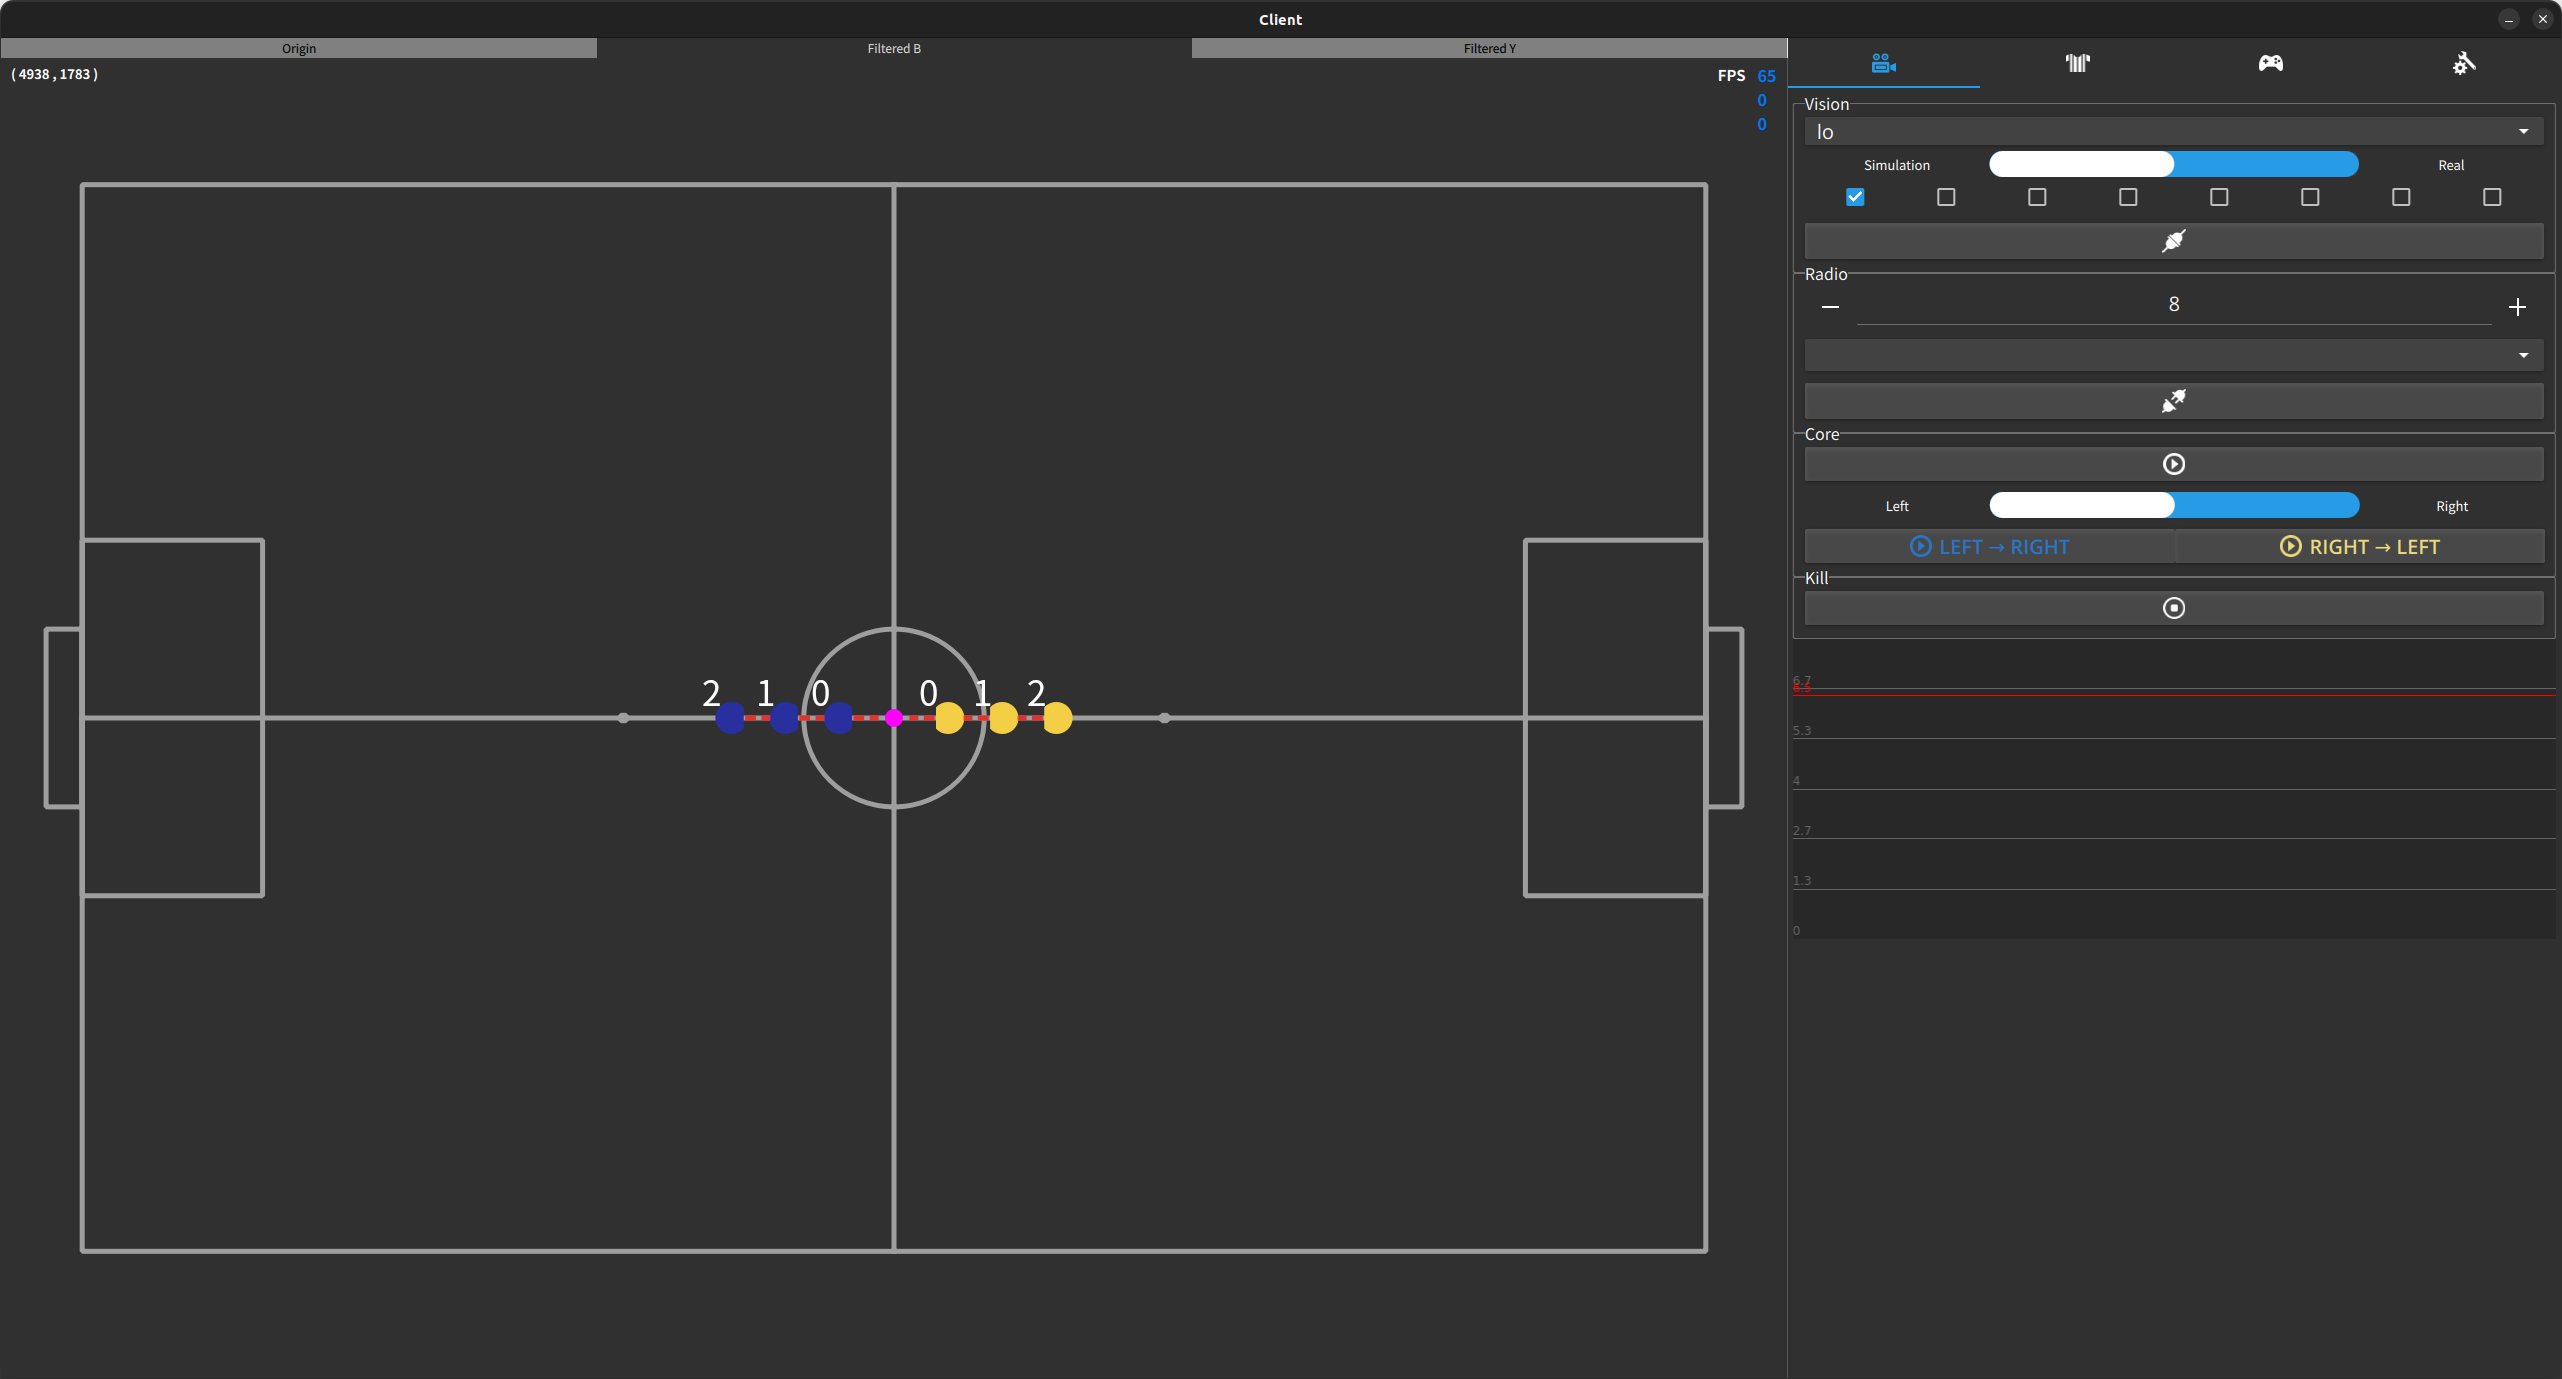 Client
Origin Filtered B Filtered Y
(4938,1783)
FPS 65
0
0
Vision
lo
Simulation Real
Radio
8
Core
Left Right
LEFT → RIGHT RIGHT → LEFT
Kill
2 1 0 0 1 2
6.7
6.5
5.3
4
2.7
1.3
0